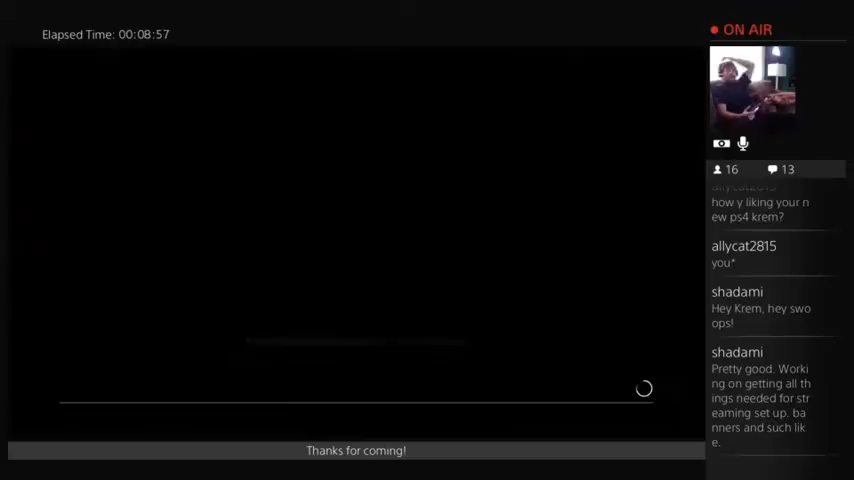 Elapsed Time: 00:08:57
ON AIR
16 13
how y liking your n
ew ps4 krem?
allycat2815
you*
shadami
Hey Krem, hey swo
ops!
shadami
Pretty good. Worki
ng on getting all th
ings needed for str
eaming set up. ba
nners and such lik
e.
Thanks for coming!